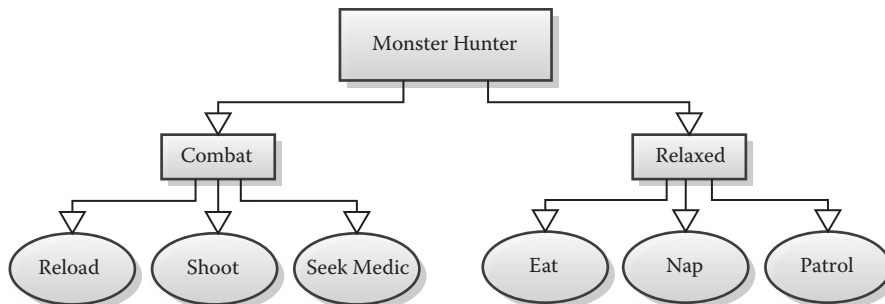 Monster Hunter
Combat
Relaxed
Reload
Shoot
Seek Medic
Eat
Nap
Patrol